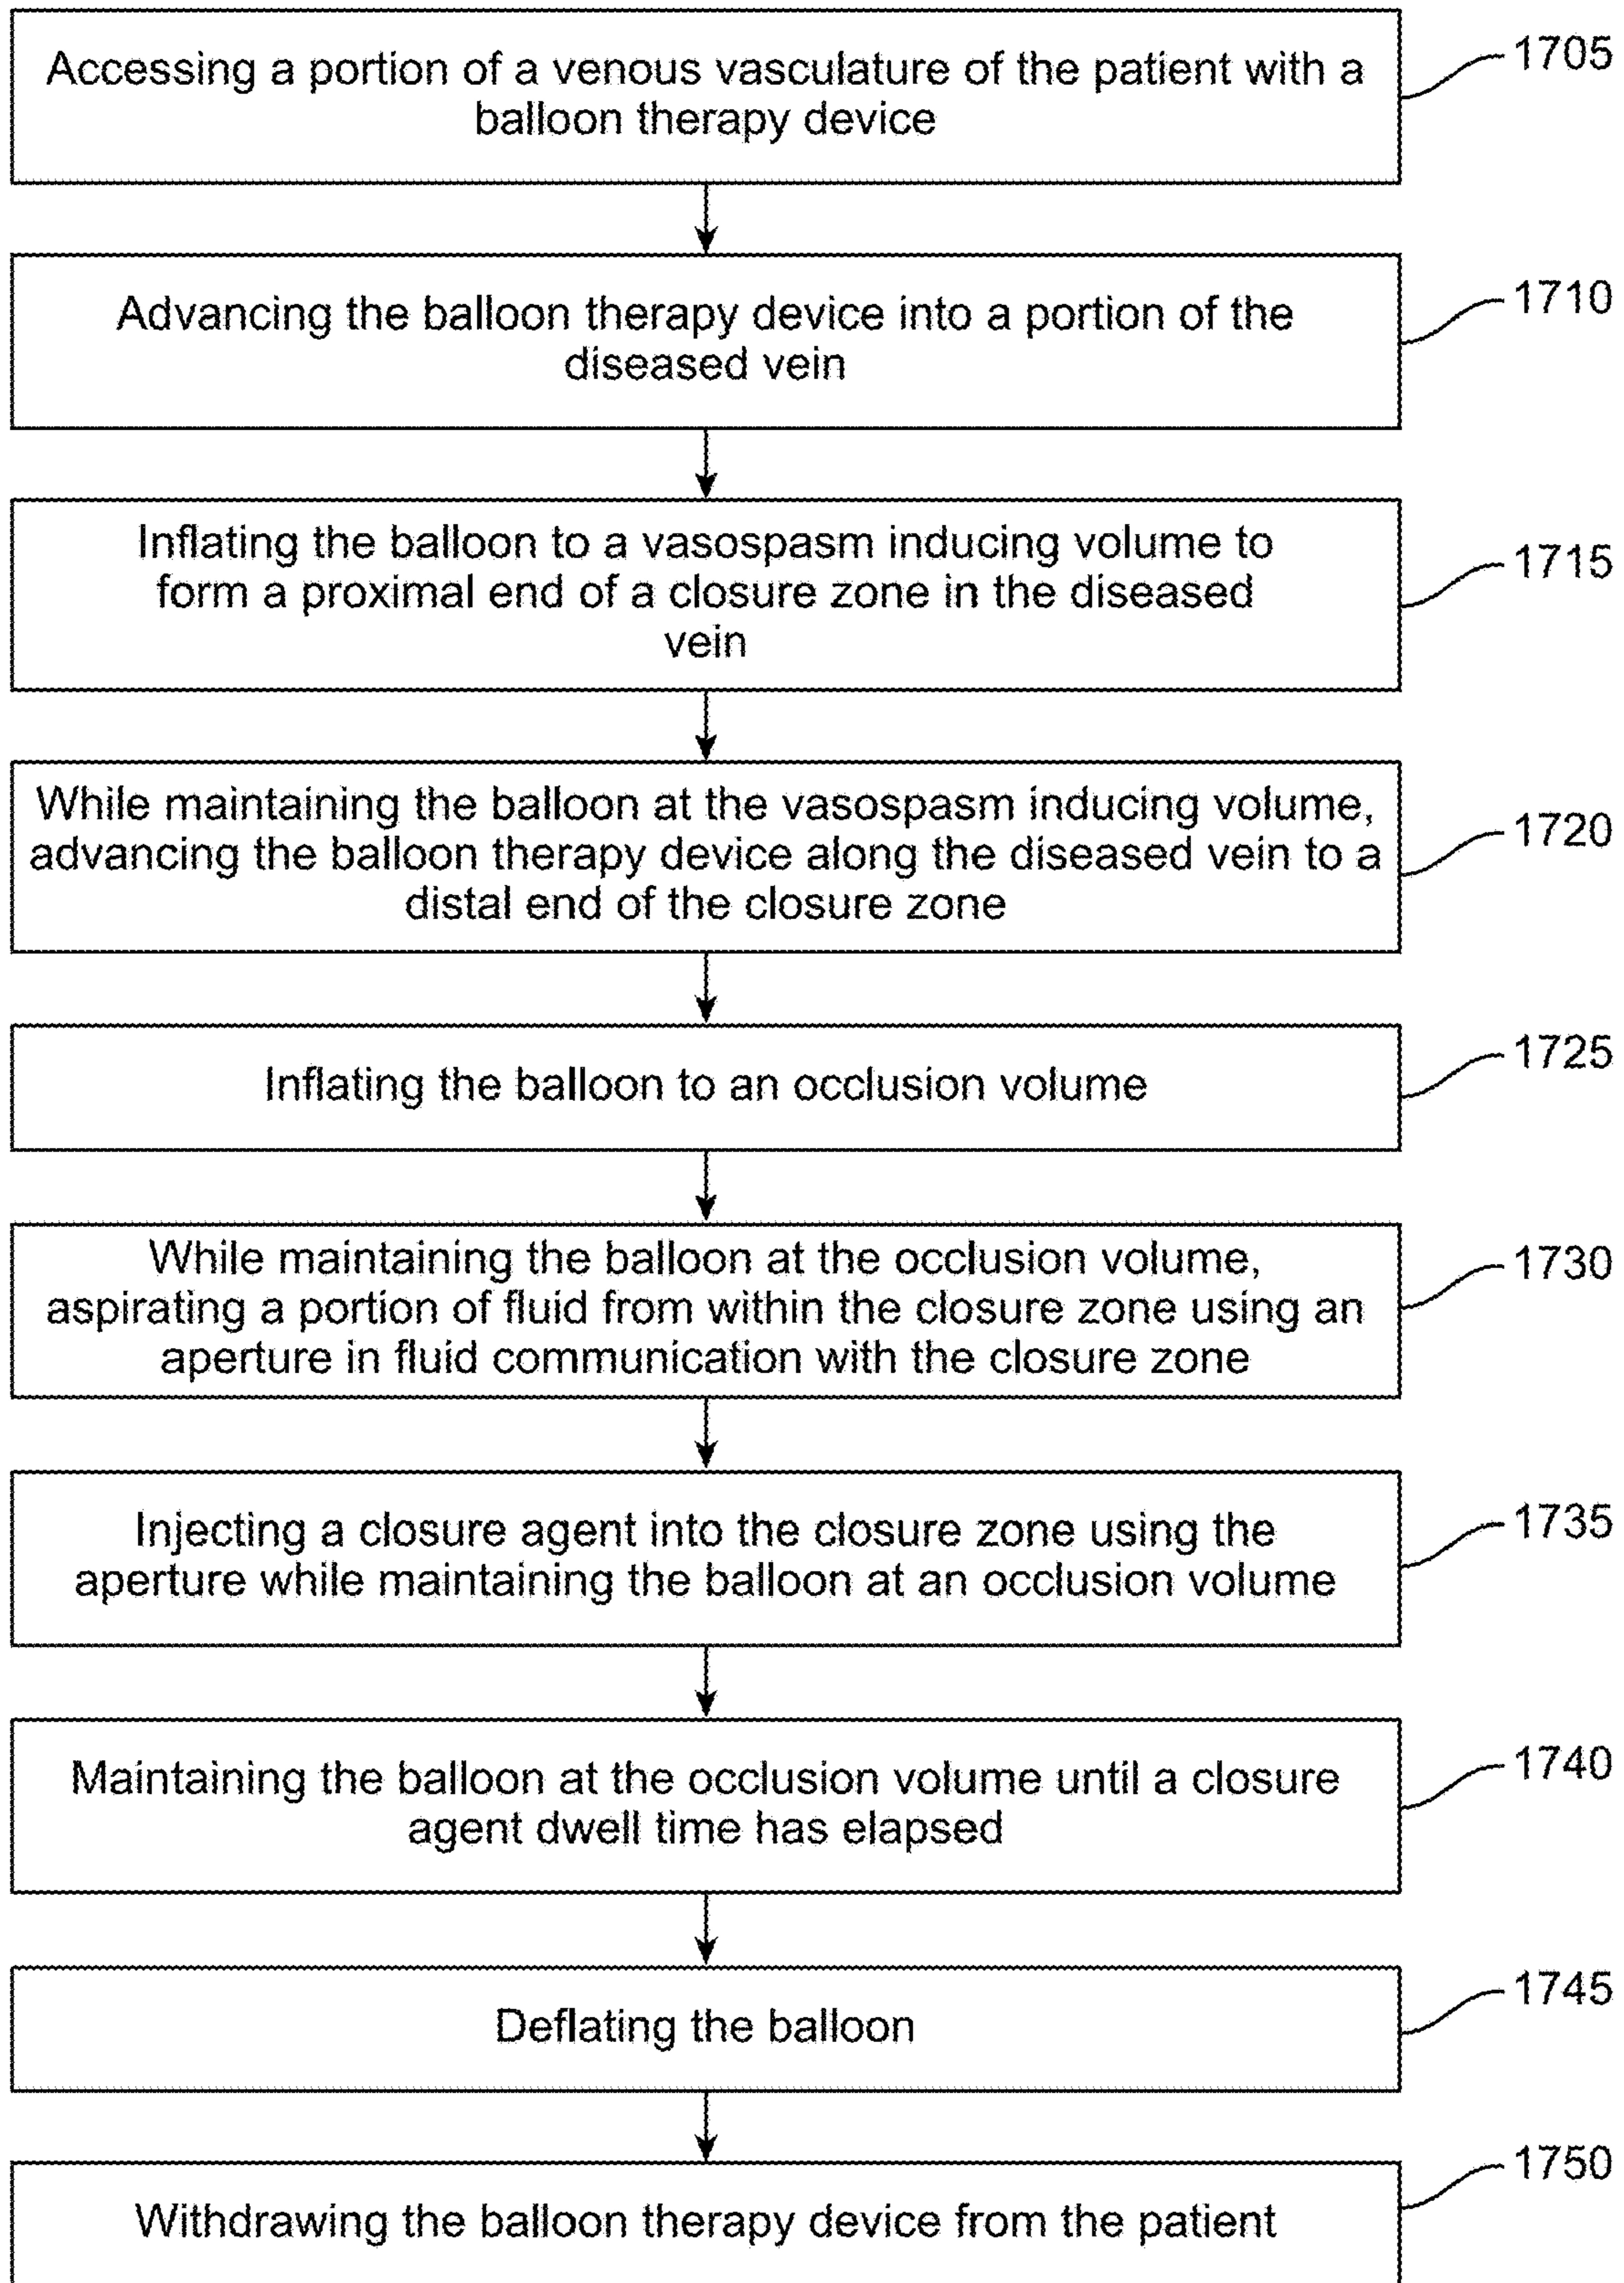 Accessing a portion of a venous vasculature of the patient with a
balloon therapy device
1705
Advancing the balloon therapy device into a portion of the
diseased vein
1710
Inflating the balloon to a vasospasm inducing volume to
form a proximal end of a closure zone in the diseased
vein
1715
While maintaining the balloon at the vasospasm inducing volume,
advancing the balloon therapy device along the diseased vein to a
distal end of the closure zone
1720
Inflating the balloon to an occlusion volume
1725
While maintaining the balloon at the occlusion volume,
aspirating a portion of fluid from within the closure zone using an
aperture in fluid communication with the closure zone
1730
Injecting a closure agent into the closure zone using the
aperture while maintaining the balloon at an occlusion volume
1735
Maintaining the balloon at the occlusion volume until a closure
agent dwell time has elapsed
1740
Deflating the balloon
1745
Withdrawing the balloon therapy device from the patient
1750